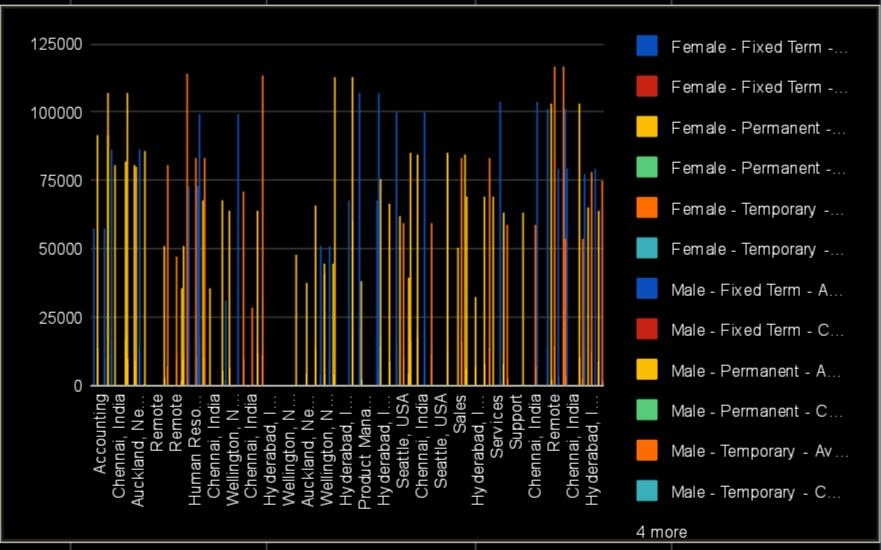 125000
100000
75000
50000
25000
0
Accounting
Chennai, India
Auckland, Ne...
Remote
Remote
Human Reso...
Chennai, India
Wellington, N...
Chennai, India
Hyderabad, I...
Wellington, N...
Auckland, Ne...
Wellington, N...
Hyderabad, I...
Product Mana...
Hyderabad, I...
Seattle, USA
Chennai, India
Seattle, USA
Sales
Hyderabad, I...
Services
Support
Chennai, India
Remote
Chennai, India
Hyderabad, I...
Female - Fixed Term -...
Female - Fixed Term -...
Female - Permanent -...
Female - Permanent -...
Female - Temporary -...
Female - Temporary -...
Male - Fixed Term - A...
Male - Fixed Term - C...
Male - Permanent - A...
Male - Permanent - C...
Male - Temporary - Av...
Male - Temporary - C...
4 more